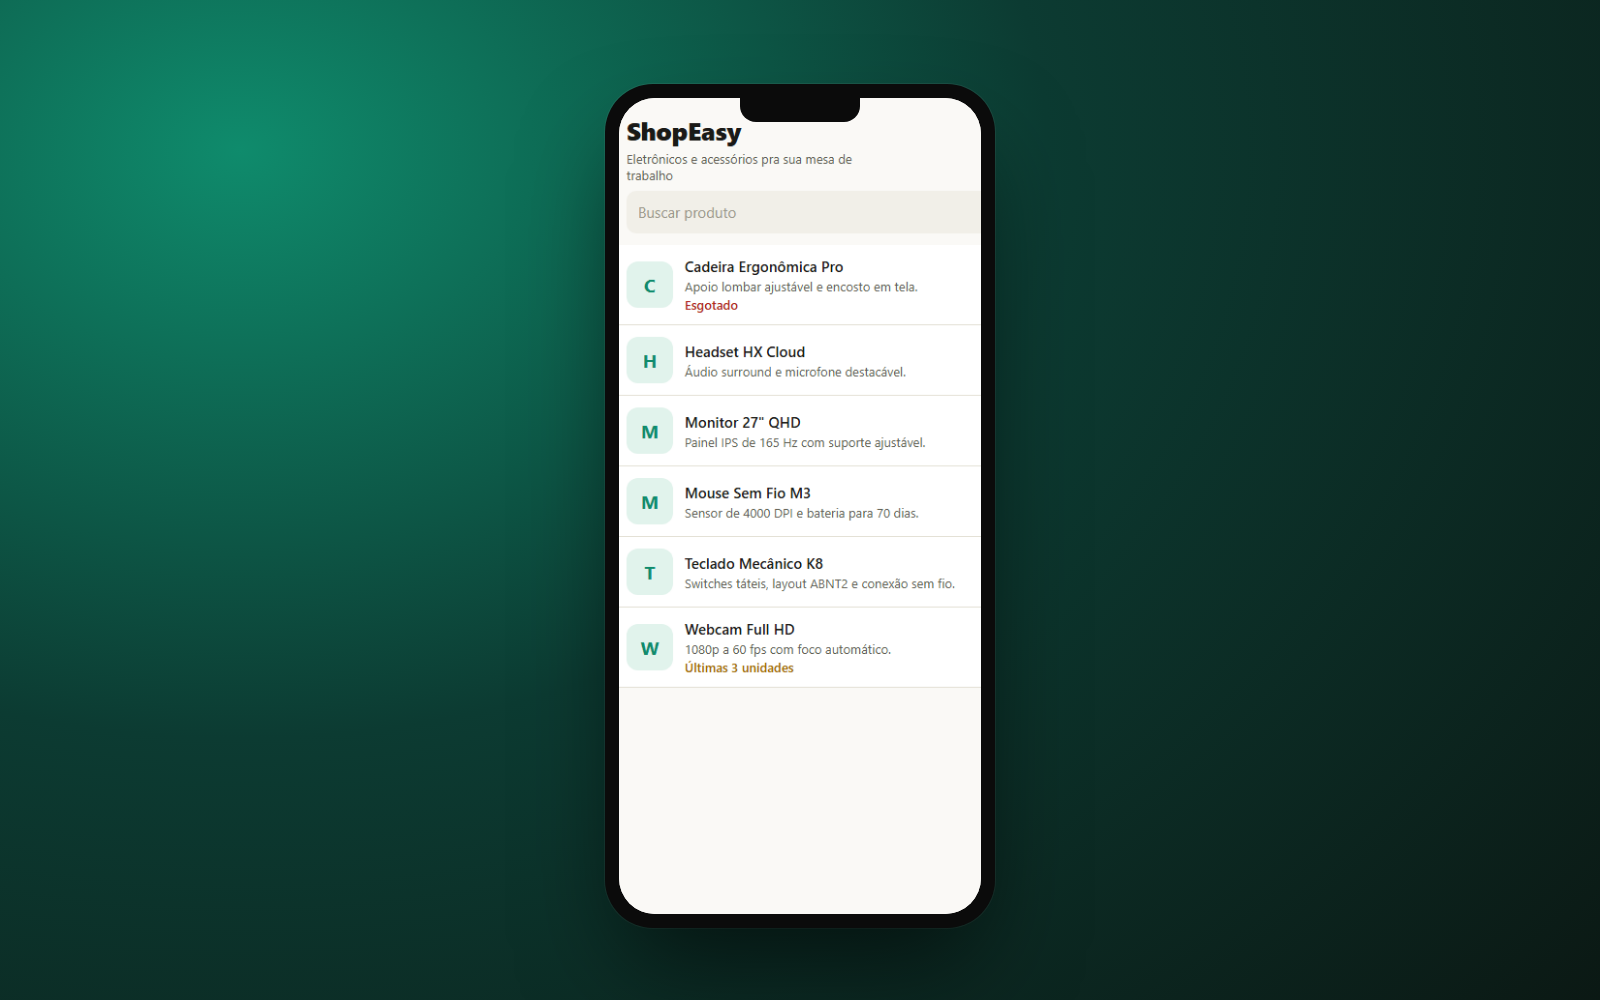 ShopEasy
Eletrônicos e acessórios pra sua mesa de
trabalho
Buscar produto
C
Cadeira Ergonômica Pro
Apoio lombar ajustável e encosto em tela.
Esgotado
H
Headset HX Cloud
Áudio surround e microfone destacável.
M
Monitor 27" QHD
Painel IPS de 165 Hz com suporte ajustável.
M
Mouse Sem Fio M3
Sensor de 4000 DPI e bateria para 70 dias.
T
Teclado Mecânico K8
Switches táteis, layout ABNT2 e conexão sem fio.
W
Webcam Full HD
1080p a 60 fps com foco automático.
Últimas 3 unidades